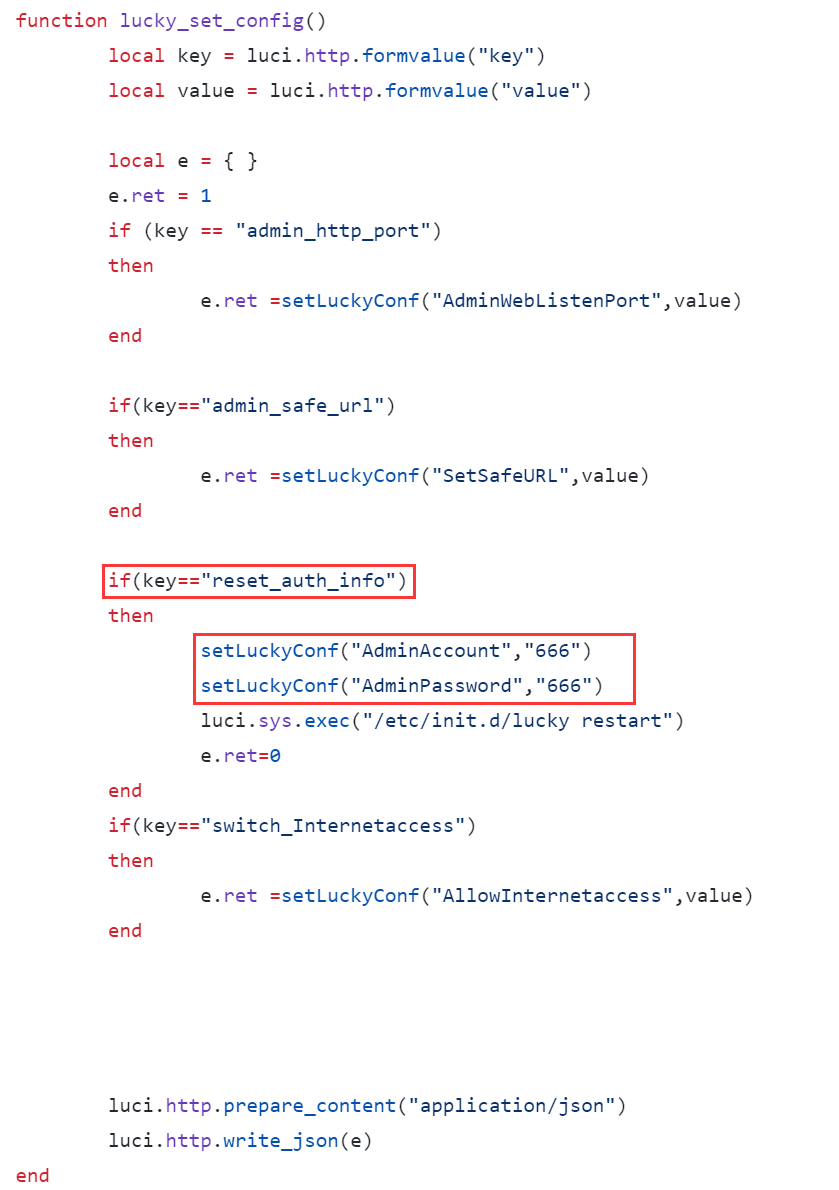 function lucky_set_config()
local key = luci.http.formvalue("key")
local value = luci.http.formvalue("value")
local e = { }
e.ret = 1
if (key == "admin_http_port")
then
e.ret =setLuckyConf("AdminWebListenPort",value)
end
if(key=="admin_safe_url")
then
e.ret =setLuckyConf("SetSafeURL",value)
end
if(key=="reset_auth_info")
then
setLuckyConf("AdminAccount","666")
setLuckyConf("AdminPassword","666")
luci.sys.exec("/etc/init.d/lucky restart")
e.ret=0
end
if(key=="switch_Internetaccess")
then
e.ret =setLuckyConf("AllowInternetaccess",value)
end
luci.http.prepare_content("application/json")
luci.http.write_json(e)
end